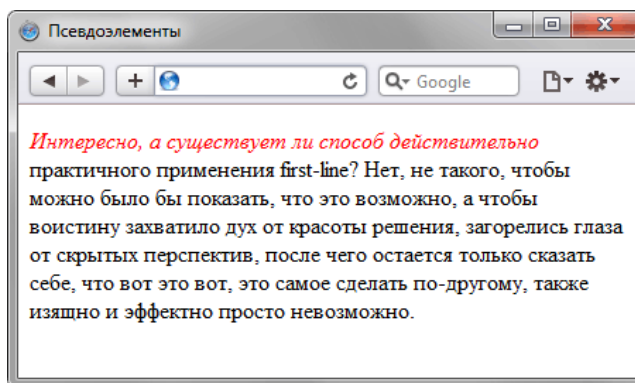 Псевдоэлементы
Google
Интересно, а существует ли способ действительно
практичного применения first-line? Нет, не такого, чтобы
можно было бы показать, что это возможно, а чтобы
воистину захватило дух от красоты решения, загорелись глаза
от скрытых перспектив, после чего остается только сказать
себе, что вот это вот, это самое сделать по-другому, также
изящно и эффектно просто невозможно.